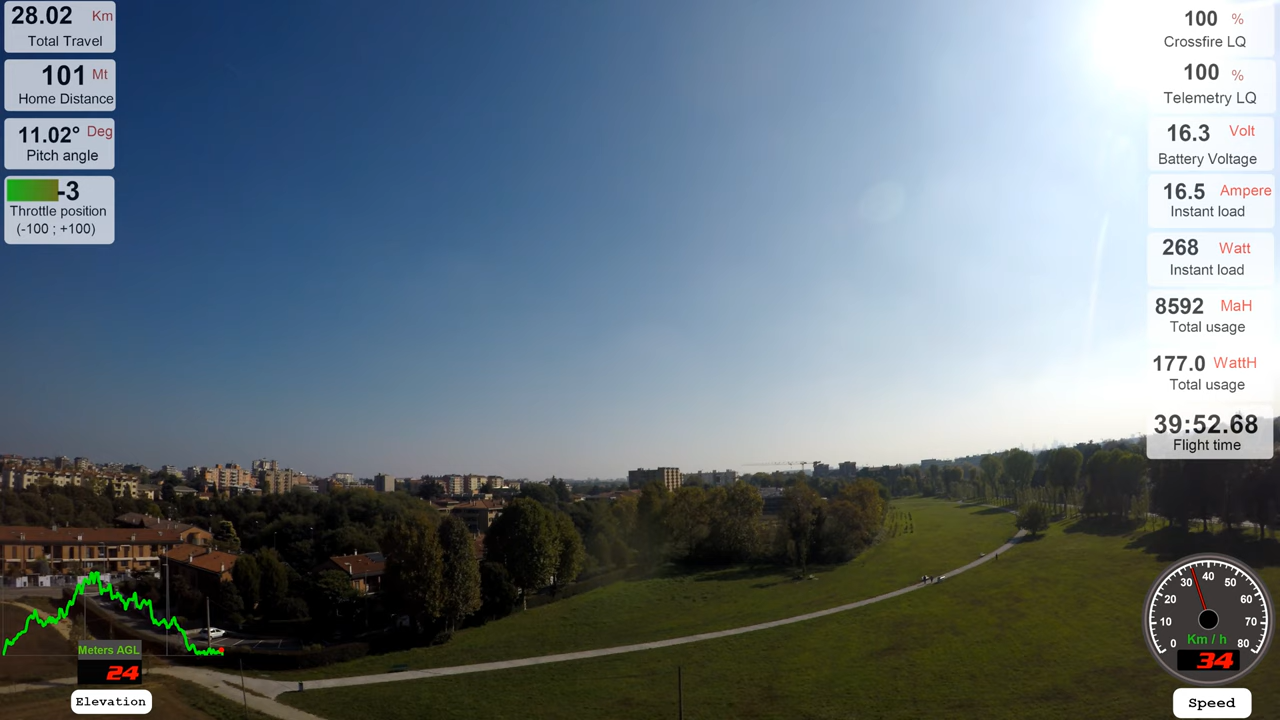 28.02 Km
Total Travel
101 Mt
Home Distance
11.02° Deg
Pitch angle
-3
Throttle position
(-100 ; +100)
100 %
Crossfire LQ
100 %
Telemetry LQ
16.3 Volt
Battery Voltage
16.5 Ampere
Instant load
268 Watt
Instant load
8592 MaH
Total usage
177.0 WattH
Total usage
39:52.68
Flight time
Meters AGL
24
Elevation
0 10 20 30 40 50 60 70 80
Km / h
34
Speed